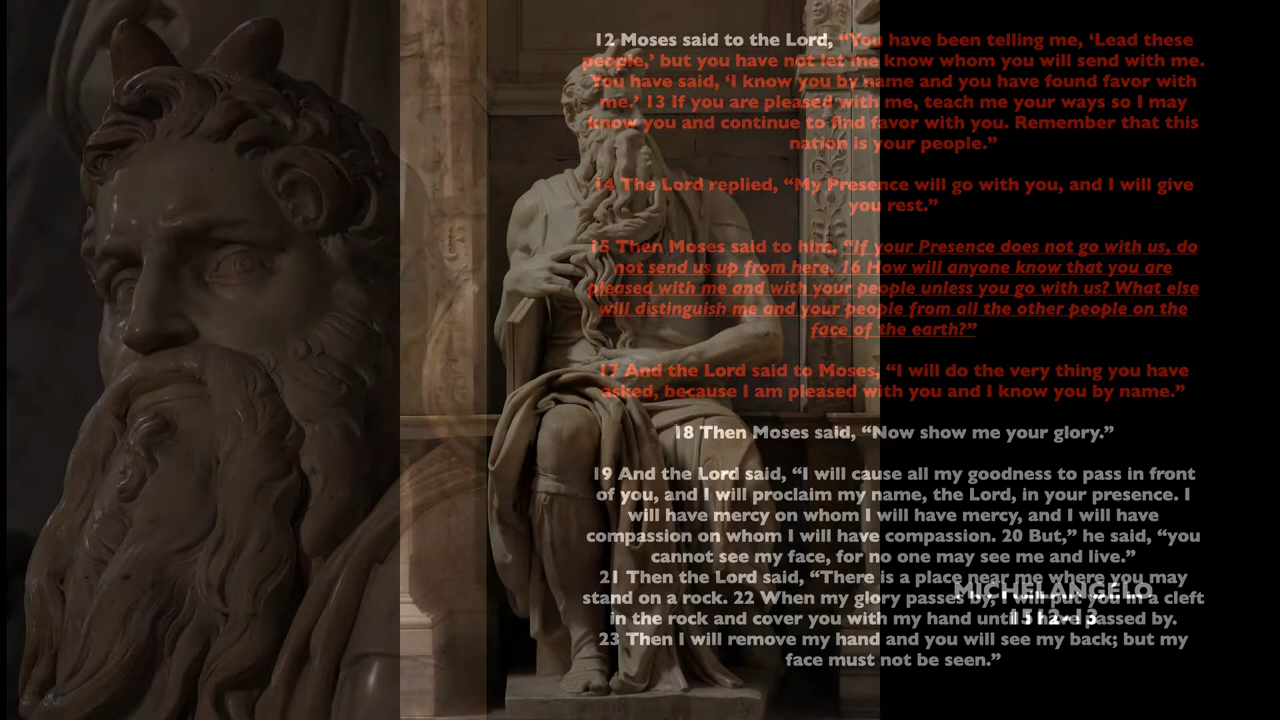 12 Moses said to the Lord, “You have been telling me, ‘Lead these
people,’ but you have not let me know whom you will send with me.
You have said, ‘I know you by name and you have found favor with
me.’ 13 If you are pleased with me, teach me your ways so I may
know you and continue to find favor with you. Remember that this
nation is your people.”
14 The Lord replied, “My Presence will go with you, and I will give
you rest.”
15 Then Moses said to him, “If your Presence does not go with us, do
not send us up from here. 16 How will anyone know that you are
pleased with me and with your people unless you go with us? What else
will distinguish me and your people from all the other people on the
face of the earth?”
17 And the Lord said to Moses, “I will do the very thing you have
asked, because I am pleased with you and I know you by name.”
18 Then Moses said, “Now show me your glory.”
19 And the Lord said, “I will cause all my goodness to pass in front
of you, and I will proclaim my name, the Lord, in your presence. I
will have mercy on whom I will have mercy, and I will have
compassion on whom I will have compassion. 20 But,” he said, “you
cannot see my face, for no one may see me and live.”
21 Then the Lord said, “There is a place near me where you may
stand on a rock. 22 When my glory passes by, I will put you in a cleft
in the rock and cover you with my hand until I have passed by.
23 Then I will remove my hand and you will see my back; but my
face must not be seen.”
MICHELANGELO